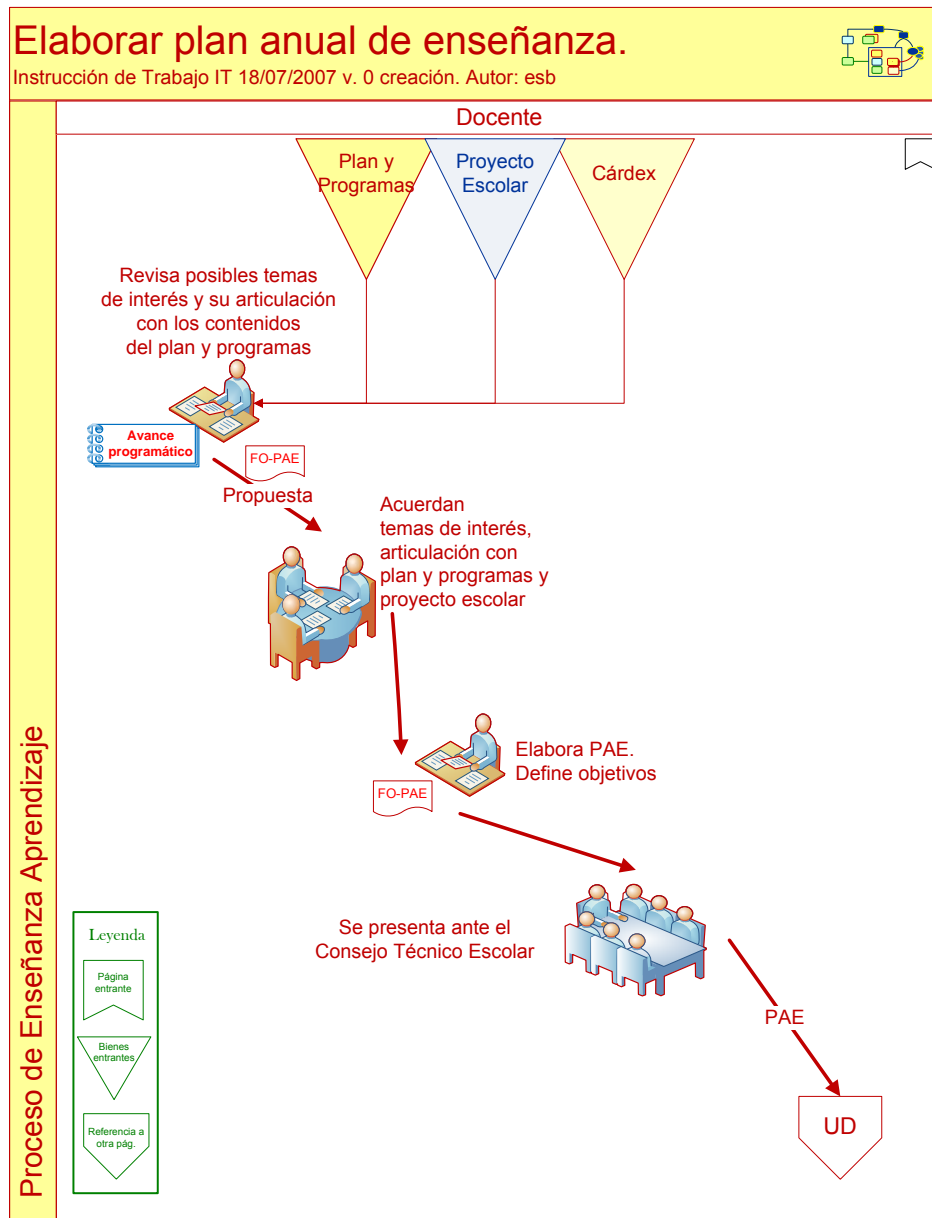 Elaborar plan anual de enseñanza.
Instrucción de Trabajo IT 18/07/2007 v. 0 creación. Autor: esb
Docente
Plan y
Programas
Proyecto
Escolar
Cárdex
Revisa posibles temas
de interés y su articulación
con los contenidos
del plan y programas
Avance
programático
FO-PAE
Propuesta
Acuerdan
temas de interés,
articulación con
plan y programas y
proyecto escolar
Elabora PAE.
Define objetivos
FO-PAE
Se presenta ante el
Consejo Técnico Escolar
PAE
UD
Proceso de Enseñanza Aprendizaje
Leyenda
Página
entrante
Bienes
entrantes
Referencia a
otra pág.